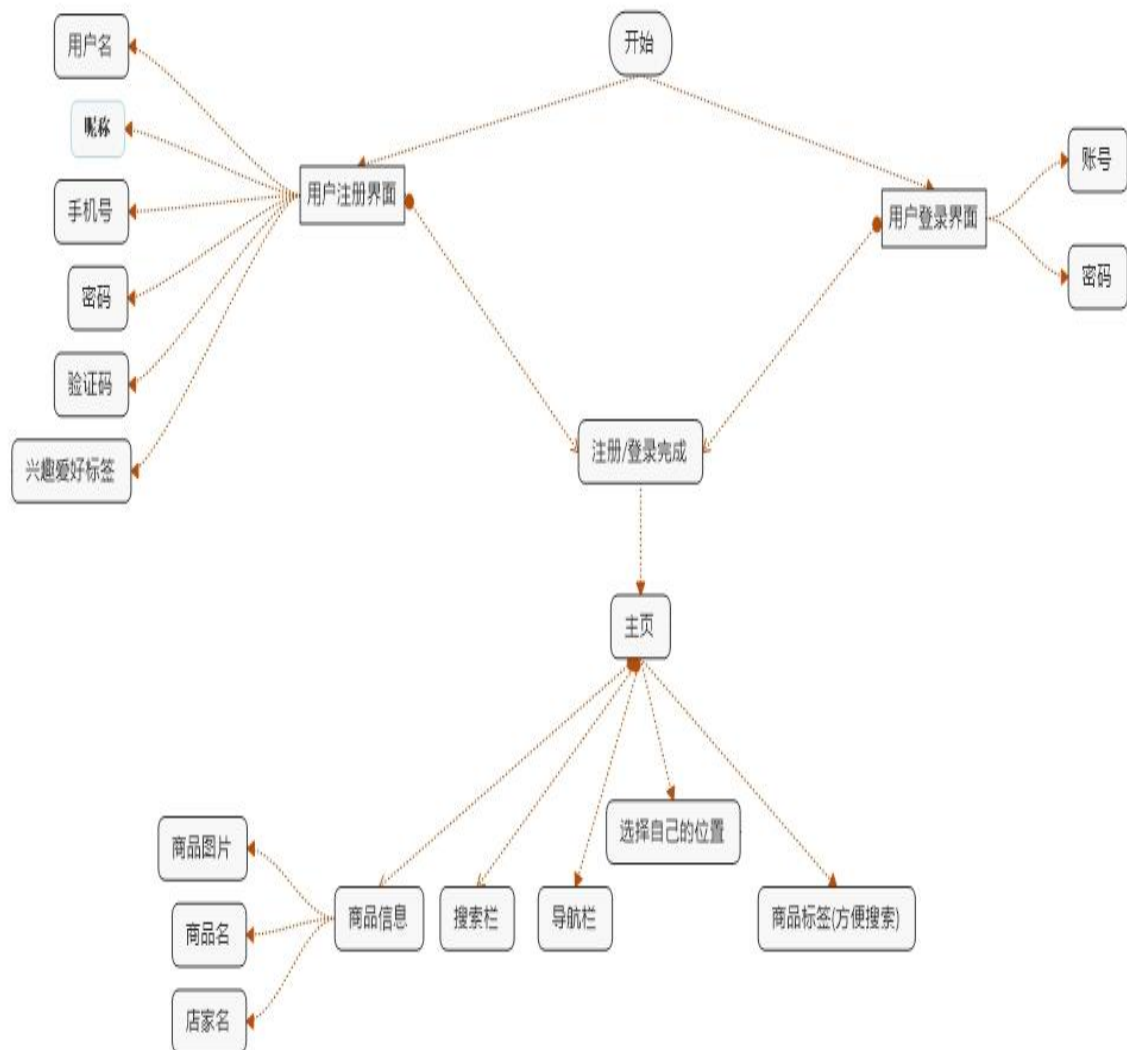 开始
用户名
昵称
手机号
密码
验证码
兴趣爱好标签
用户注册界面
用户登录界面
账号
密码
注册/登录完成
主页
选择自己的位置
商品信息
搜索栏
导航栏
商品标签(方便搜索)
商品图片
商品名
店家名